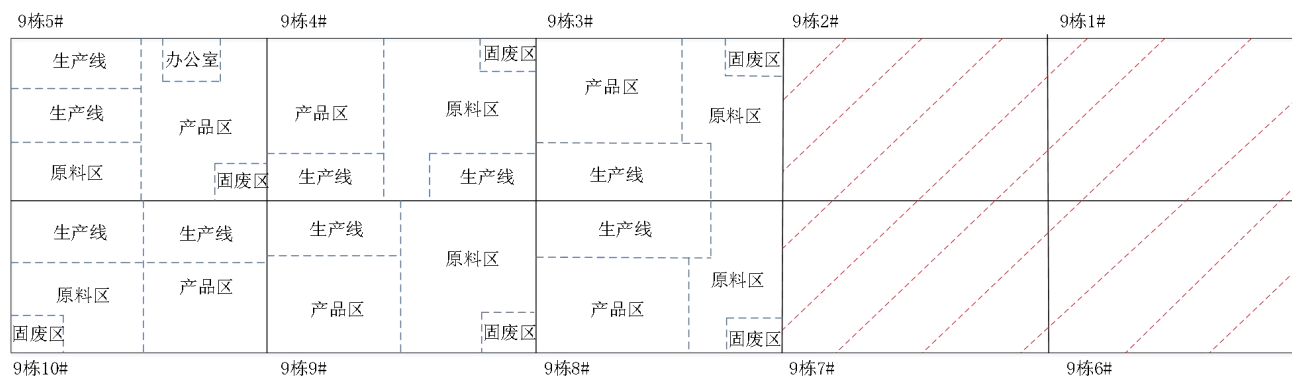 9栋5#
9栋4#
9栋3#
9栋2#
9栋1#
生产线
办公室
固废区
固废区
产品区
原料区
产品区
生产线
产品区
原料区
原料区
固废区
生产线
生产线
生产线
生产线
生产线
生产线
生产线
原料区
原料区
产品区
原料区
产品区
产品区
固废区
固废区
固废区
9栋10#
9栋9#
9栋8#
9栋7#
9栋6#